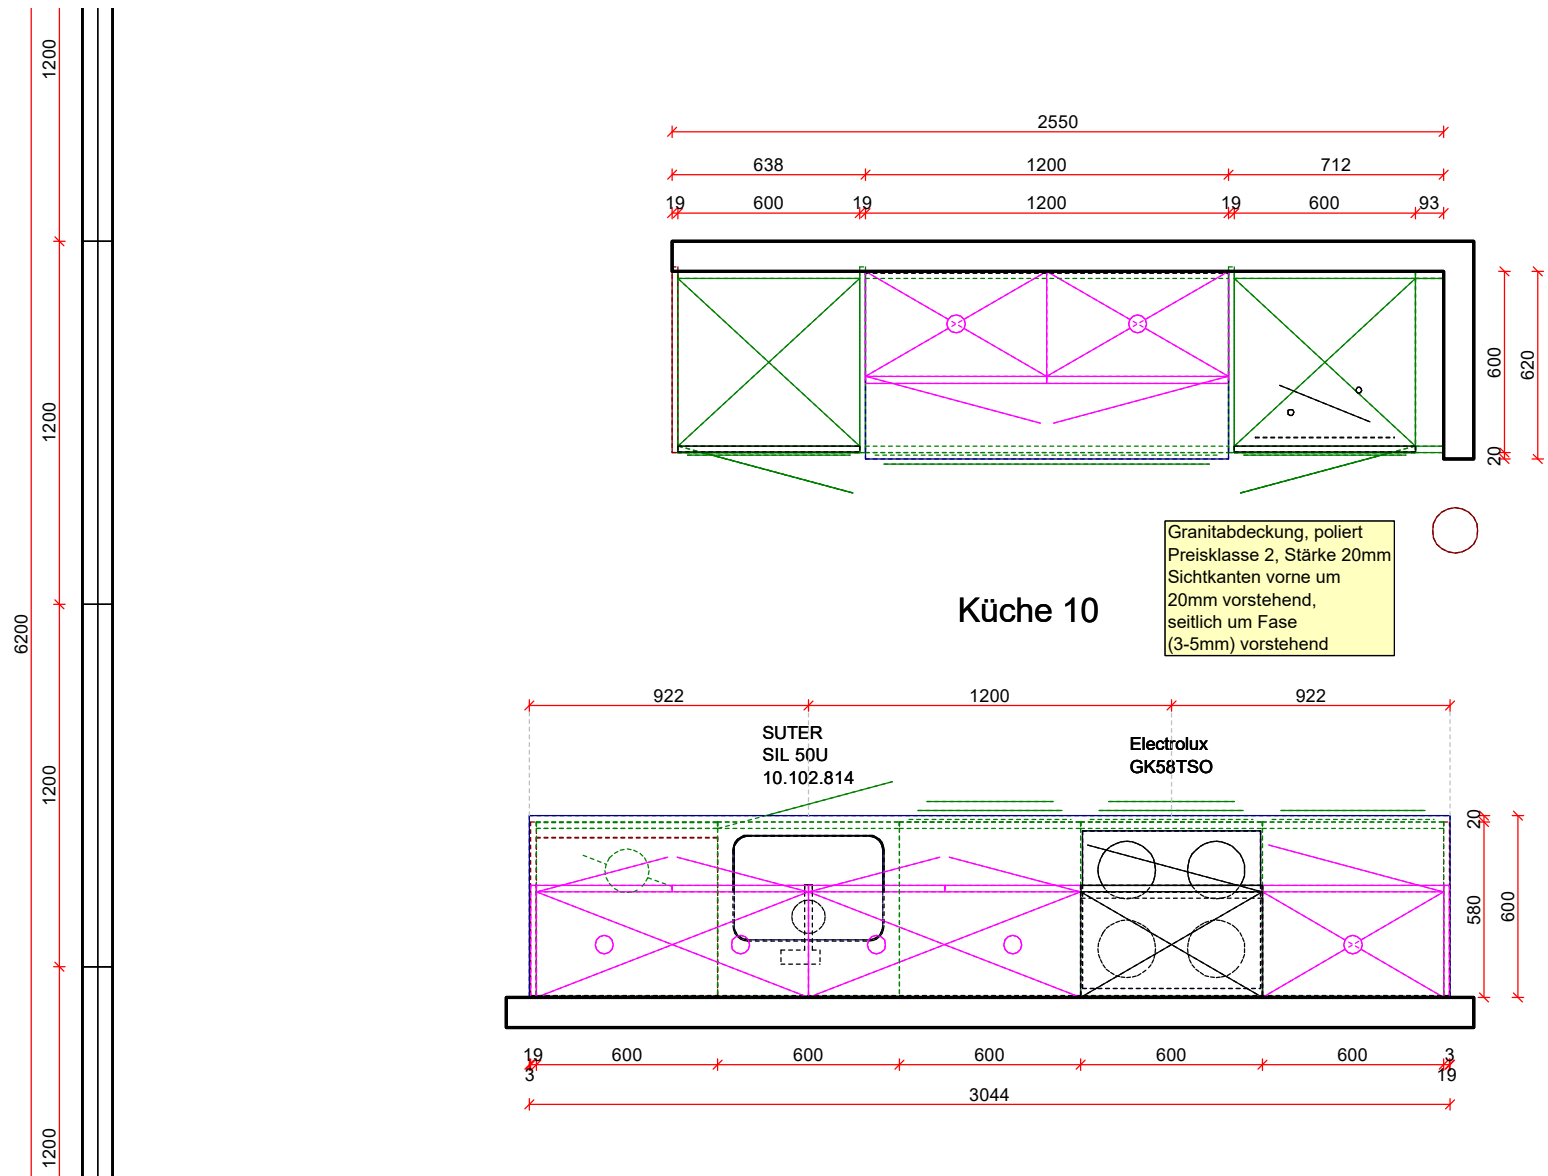 1200
1200
6200
1200
1200
2550
638 1200 712
19 600 19 1200 19 600 93
600
620
20
Granitabdeckung, poliert
Preisklasse 2, Stärke 20mm
Sichtkanten vorne um
20mm vorstehend,
seitlich um Fase
(3-5mm) vorstehend
Küche 10
922 1200 922
SUTER
SIL 50U
10.102.814
Electrolux
GK58TSO
20
580
600
19 600 600 600 600 600 3
3 19
3044